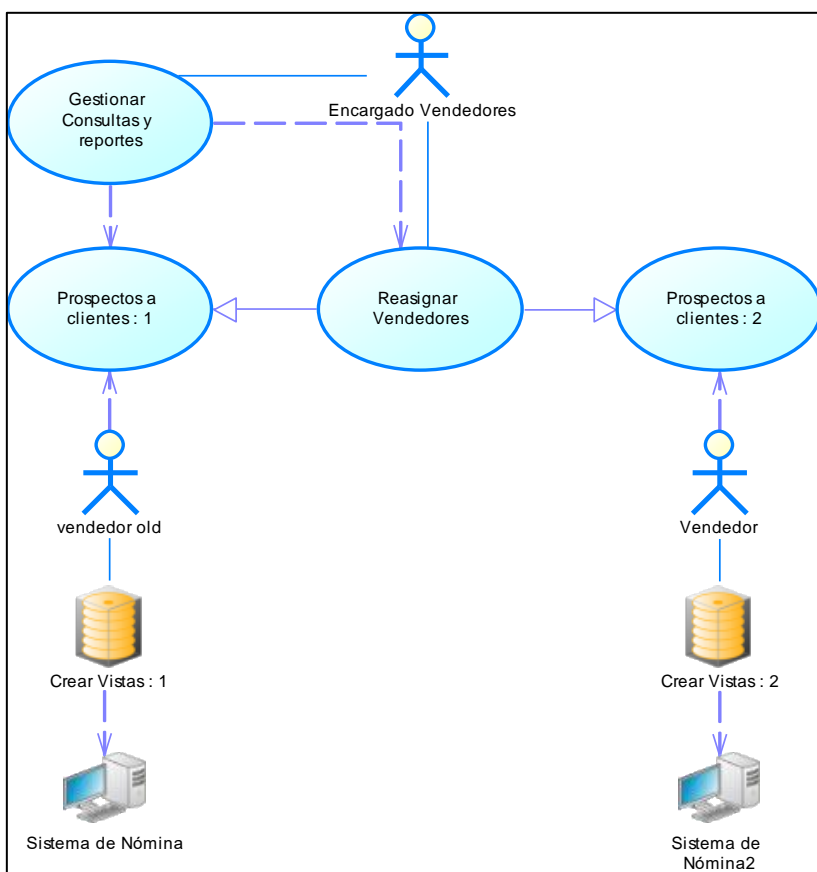 Gestionar
Consultas y
reportes
Encargado Vendedores
Prospectos a
clientes : 1
Reasignar
Vendedores
Prospectos a
clientes : 2
vendedor old
Vendedor
Crear Vistas : 1
Crear Vistas : 2
Sistema de Nómina
Sistema de
Nómina2